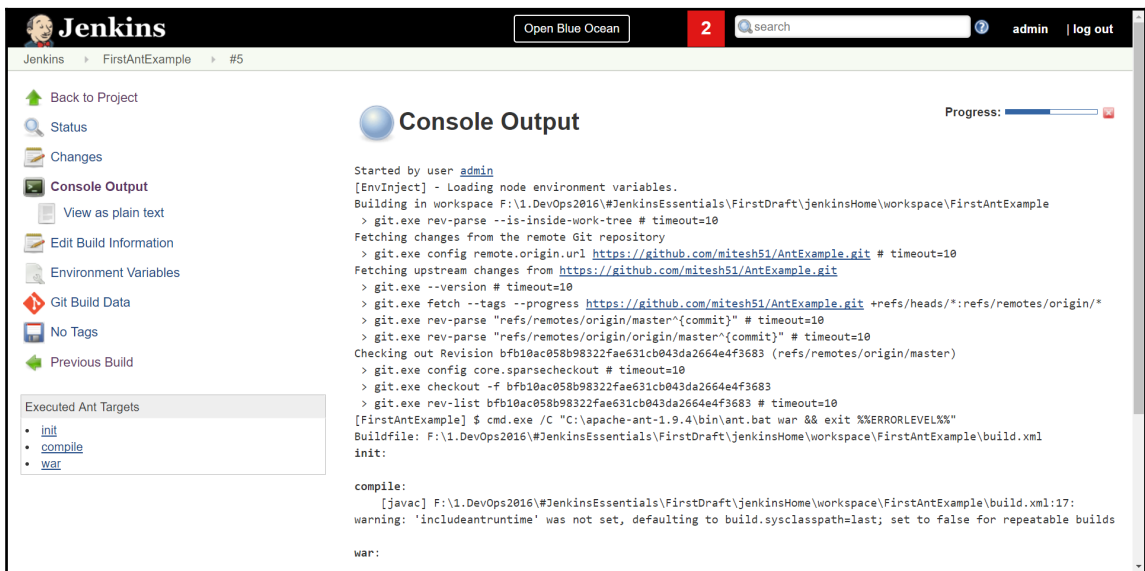 Jenkins
Open Blue Ocean
2
search
admin
| log out
Jenkins
FirstAntExample
#5
Back to Project
Status
Changes
Console Output
View as plain text
Edit Build Information
Environment Variables
Git Build Data
No Tags
Previous Build
Executed Ant Targets
init
compile
war
Console Output
Progress:
Started by user admin
[EnvInject] - Loading node environment variables.
Building in workspace F:\1.DevOps2016\#JenkinsEssentials\FirstDraft\jenkinsHome\workspace\FirstAntExample
> git.exe rev-parse --is-inside-work-tree # timeout=10
Fetching changes from the remote Git repository
> git.exe config remote.origin.url https://github.com/mitesh51/AntExample.git # timeout=10
Fetching upstream changes from https://github.com/mitesh51/AntExample.git
> git.exe --version # timeout=10
> git.exe fetch --tags --progress https://github.com/mitesh51/AntExample.git +refs/heads/*:refs/remotes/origin/*
> git.exe rev-parse "refs/remotes/origin/master^{commit}" # timeout=10
> git.exe rev-parse "refs/remotes/origin/origin/master^{commit}" # timeout=10
Checking out Revision bfb10ac058b98322fae631cb043da2664e4f3683 (refs/remotes/origin/master)
> git.exe config core.sparsecheckout # timeout=10
> git.exe checkout -f bfb10ac058b98322fae631cb043da2664e4f3683
> git.exe rev-list bfb10ac058b98322fae631cb043da2664e4f3683 # timeout=10
[FirstAntExample] $ cmd.exe /C "C:\apache-ant-1.9.4\bin\ant.bat war && exit %%ERRORLEVEL%%"
Buildfile: F:\1.DevOps2016\#JenkinsEssentials\FirstDraft\jenkinsHome\workspace\FirstAntExample\build.xml
init:
compile:
[javac] F:\1.DevOps2016\#JenkinsEssentials\FirstDraft\jenkinsHome\workspace\FirstAntExample\build.xml:17:
warning: 'includeantruntime' was not set, defaulting to build.sysclasspath=last; set to false for repeatable builds
war: